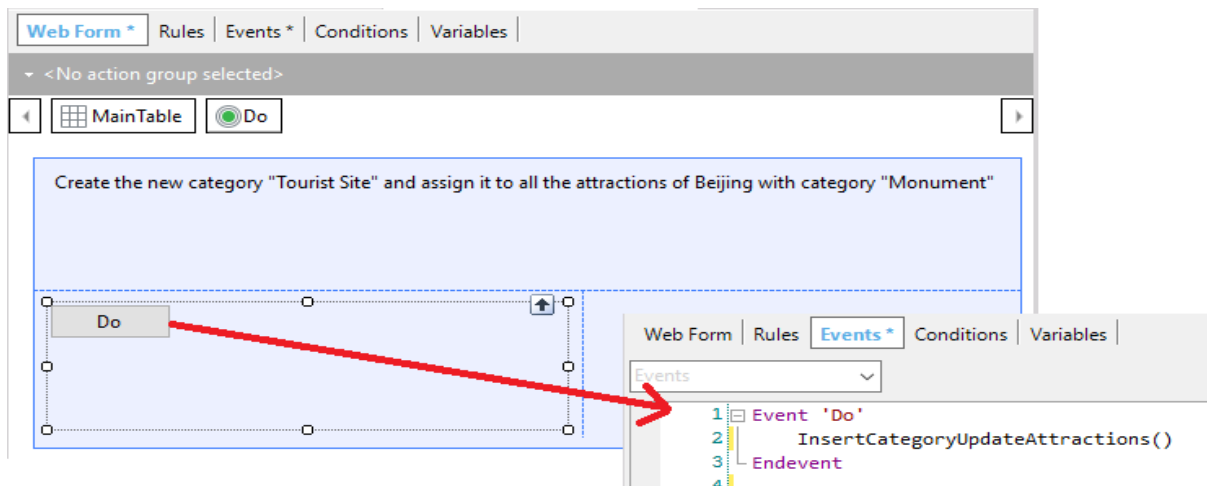 Web Form * Rules Events * Conditions Variables
<No action group selected>
MainTable Do
Create the new category "Tourist Site" and assign it to all the attractions of Beijing with category "Monument"
Do
Web Form Rules Events * Conditions Variables
Events
1 Event 'Do'
2 InsertCategoryUpdateAttractions()
3 Endevent
4